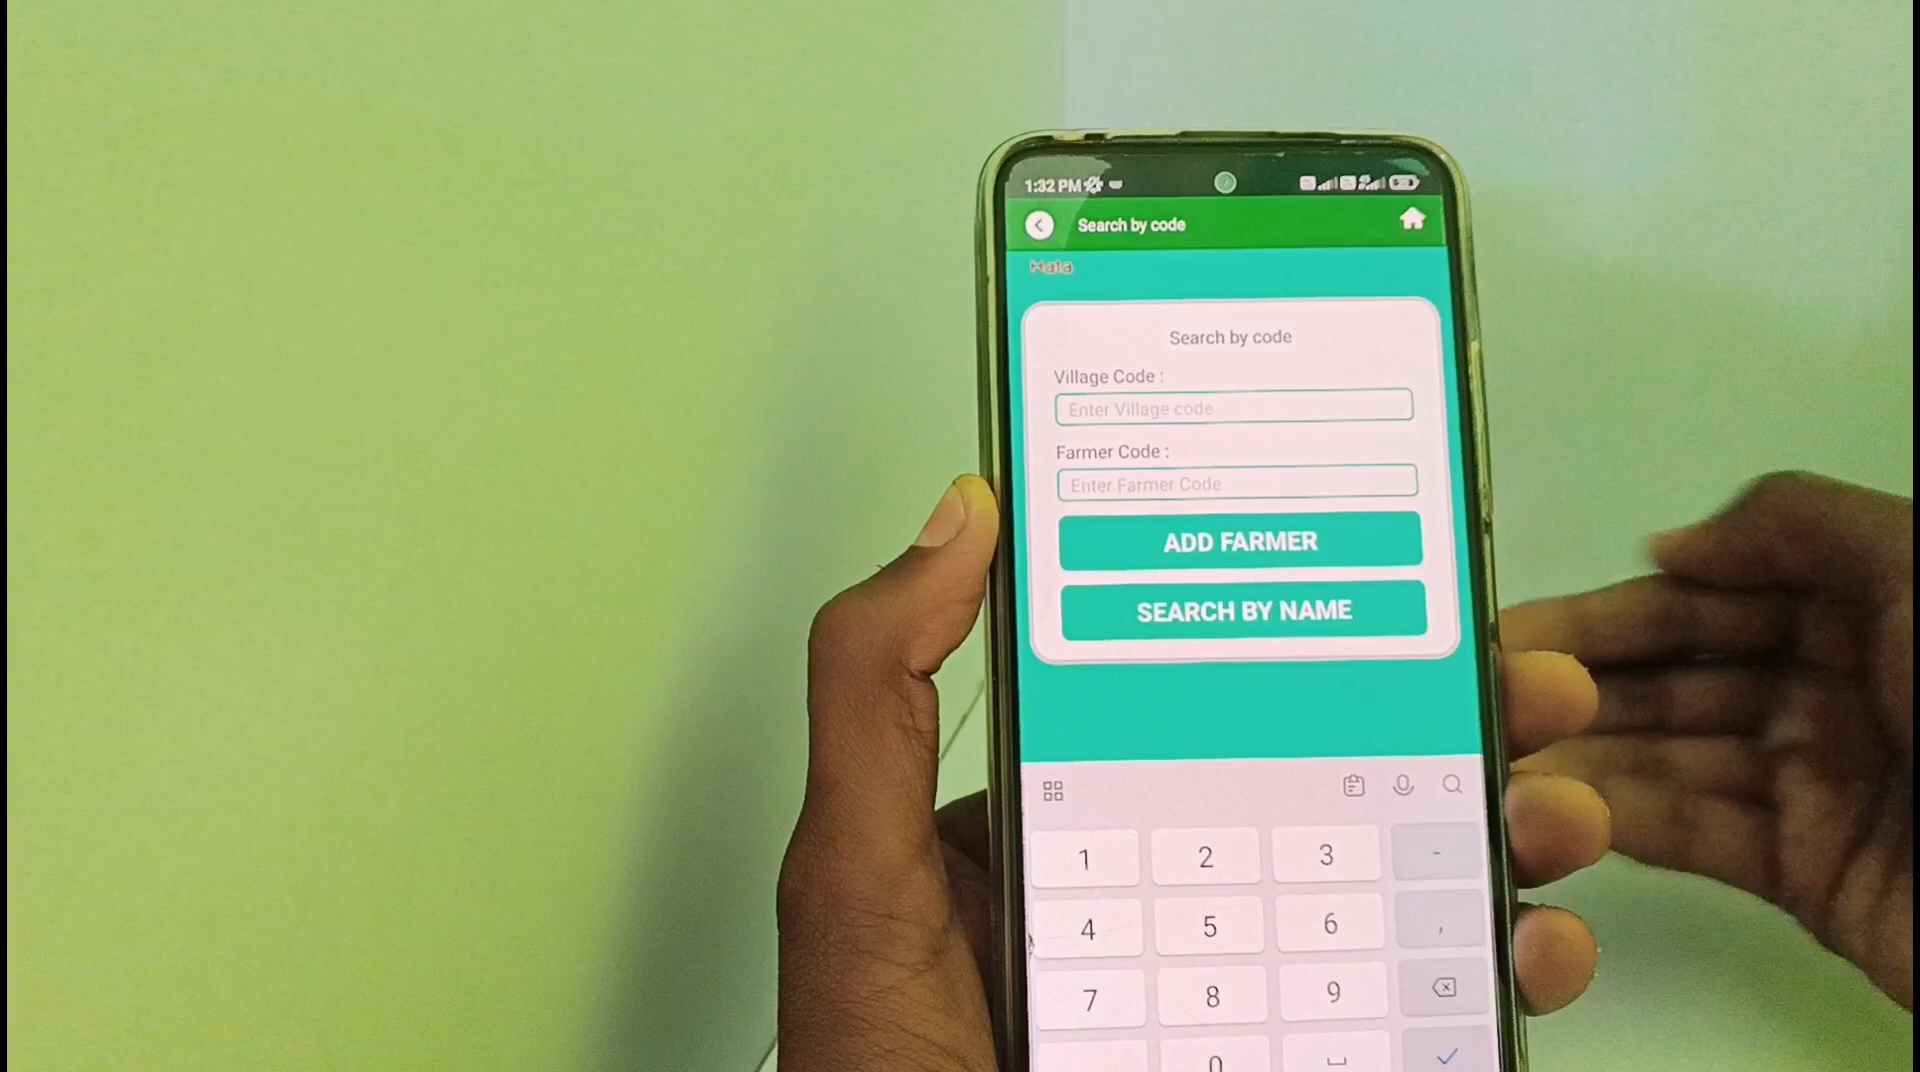 1:32 PM
Search by code
Mata
Search by code
Village Code :
Enter Village code
Farmer Code :
Enter Farmer Code
ADD FARMER
SEARCH BY NAME
1 2 3 -
4 5 6 ,
7 8 9
0